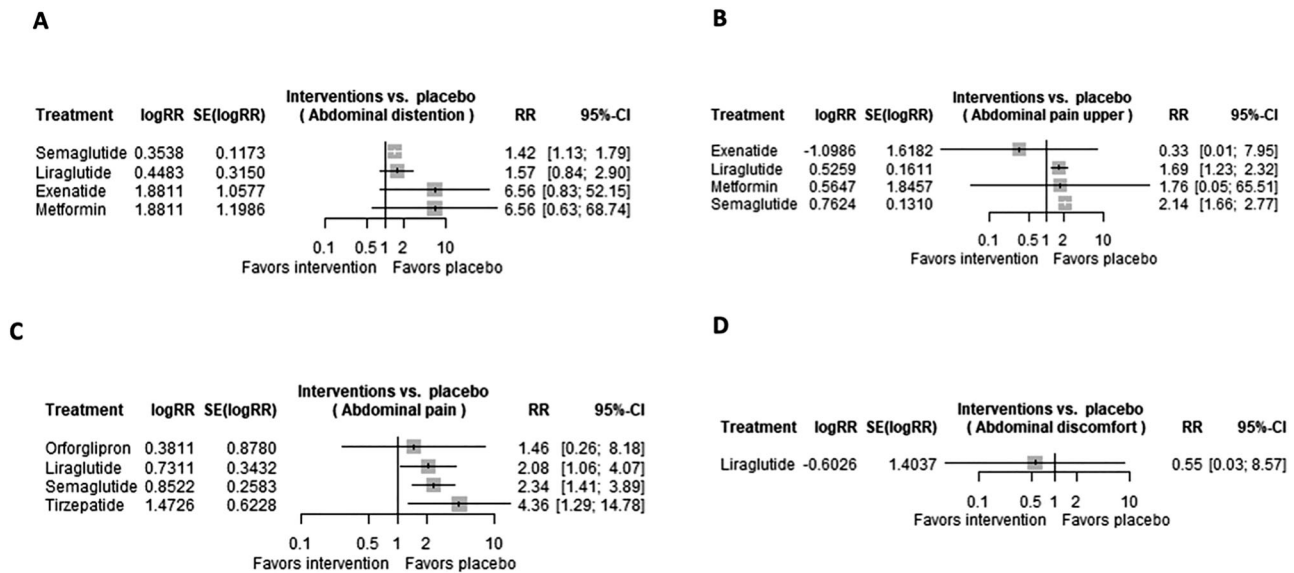 A
Interventions vs. placebo
Treatment logRR SE(logRR) ( Abdominal distention ) RR 95%-CI
Semaglutide 0.3538 0.1173 1.42 [1.13; 1.79]
Liraglutide 0.4483 0.3150 1.57 [0.84; 2.90]
Exenatide 1.8811 1.0577 6.56 [0.83; 52.15]
Metformin 1.8811 1.1986 6.56 [0.63; 68.74]
0.1 0.5 1 2 10
Favors intervention Favors placebo
B
Interventions vs. placebo
Treatment logRR SE(logRR) ( Abdominal pain upper ) RR 95%-CI
Exenatide -1.0986 1.6182 0.33 [0.01; 7.95]
Liraglutide 0.5259 0.1611 1.69 [1.23; 2.32]
Metformin 0.5647 1.8457 1.76 [0.05; 65.51]
Semaglutide 0.7624 0.1310 2.14 [1.66; 2.77]
0.1 0.5 1 2 10
Favors intervention Favors placebo
C
Interventions vs. placebo
Treatment logRR SE(logRR) ( Abdominal pain ) RR 95%-CI
Orforglipron 0.3811 0.8780 1.46 [0.26; 8.18]
Liraglutide 0.7311 0.3432 2.08 [1.06; 4.07]
Semaglutide 0.8522 0.2583 2.34 [1.41; 3.89]
Tirzepatide 1.4726 0.6228 4.36 [1.29; 14.78]
0.1 0.5 1 2 10
Favors intervention Favors placebo
D
Interventions vs. placebo
Treatment logRR SE(logRR) ( Abdominal discomfort ) RR 95%-CI
Liraglutide -0.6026 1.4037 0.55 [0.03; 8.57]
0.1 0.5 1 2 10
Favors intervention Favors placebo